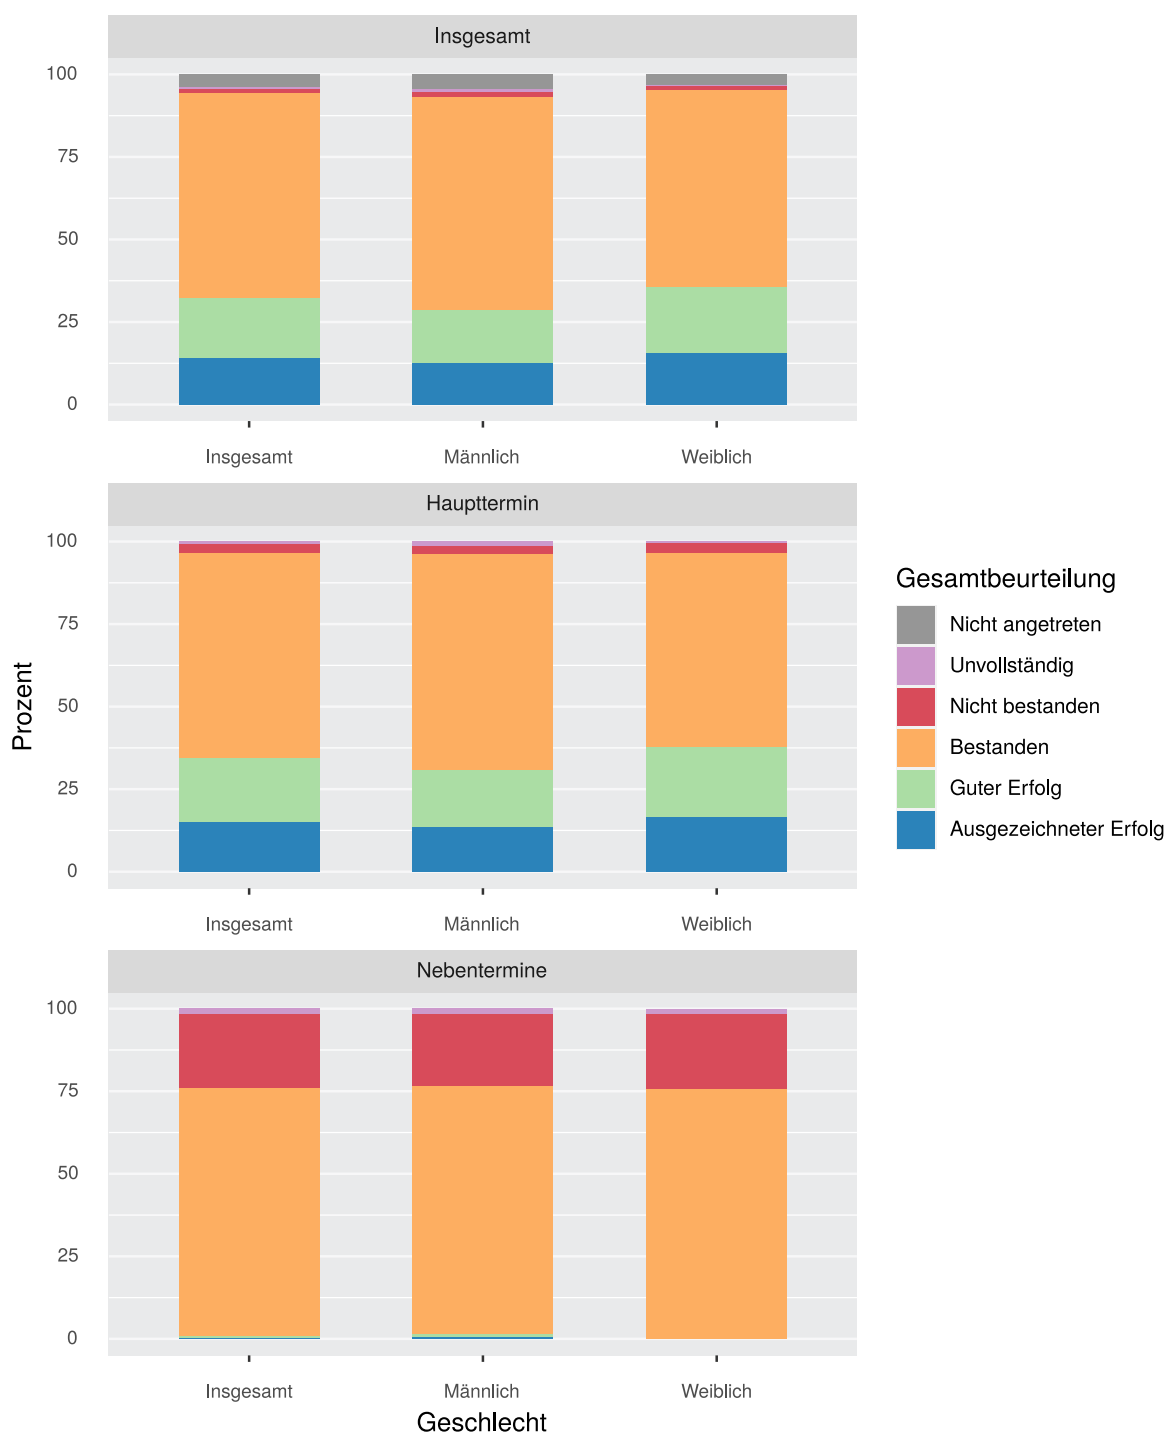 Insgesamt
100
75
50
25
0
Insgesamt Männlich Weiblich
Haupttermin
100
75
50
25
0
Insgesamt Männlich Weiblich
Nebentermine
100
75
50
25
0
Insgesamt Männlich Weiblich
Geschlecht
Prozent
Gesamtbeurteilung
Nicht angetreten
Unvollständig
Nicht bestanden
Bestanden
Guter Erfolg
Ausgezeichneter Erfolg